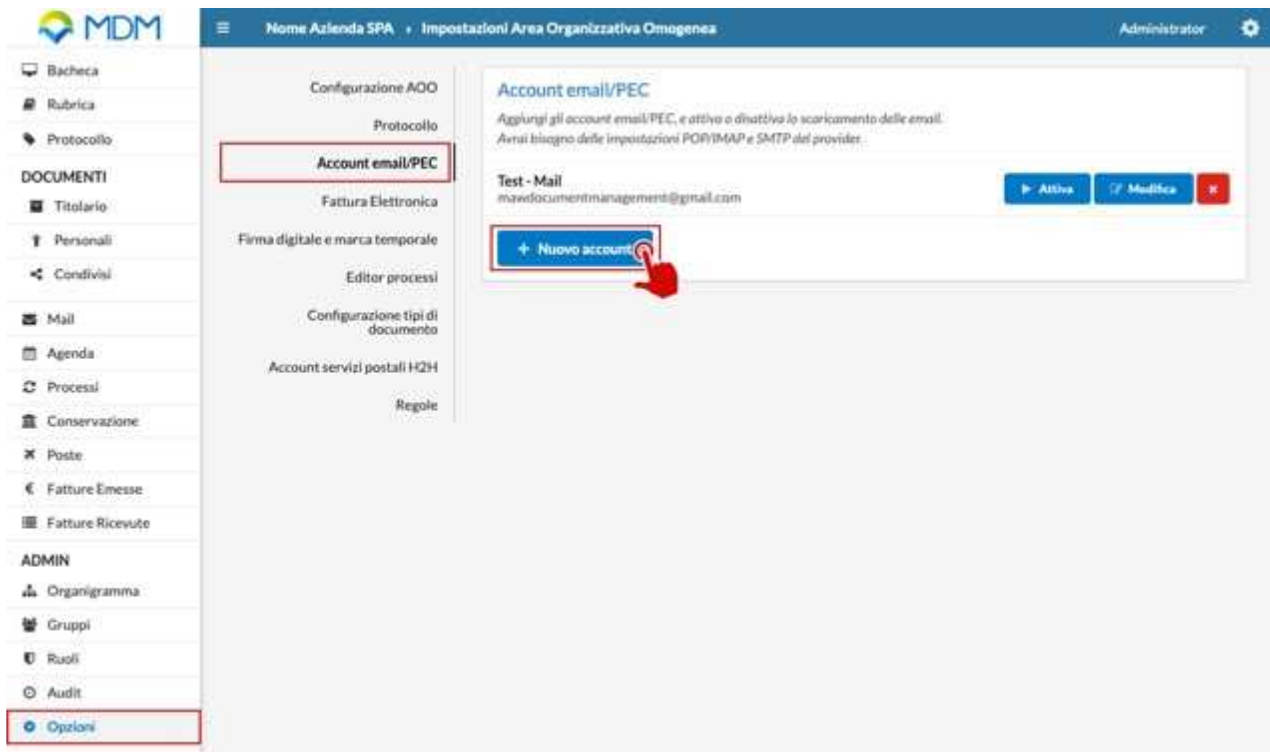 MDM
Nome Azienda SPA › Impostazioni Area Organizzativa Omogenea
Administrator
Bacheca
Rubrica
Protocollo
DOCUMENTI
Titolario
Personali
Condivisi
Mail
Agenda
Processi
Conservazione
Poste
Fatture Emesse
Fatture Ricevute
ADMIN
Organigramma
Gruppi
Ruoli
Audit
Opzioni
Configurazione AOO
Protocollo
Account email/PEC
Fattura Elettronica
Firma digitale e marca temporale
Editor processi
Configurazione tipi di
documento
Account servizi postali H2H
Regole
Account email/PEC
Aggiungi gli account email/PEC, e attiva o disattiva lo scaricamento delle email.
Avrai bisogno delle impostazioni POP/IMAP e SMTP del provider.
Test - Mail
mawdocumentmanagement@gmail.com
Attiva
Modifica
+ Nuovo account